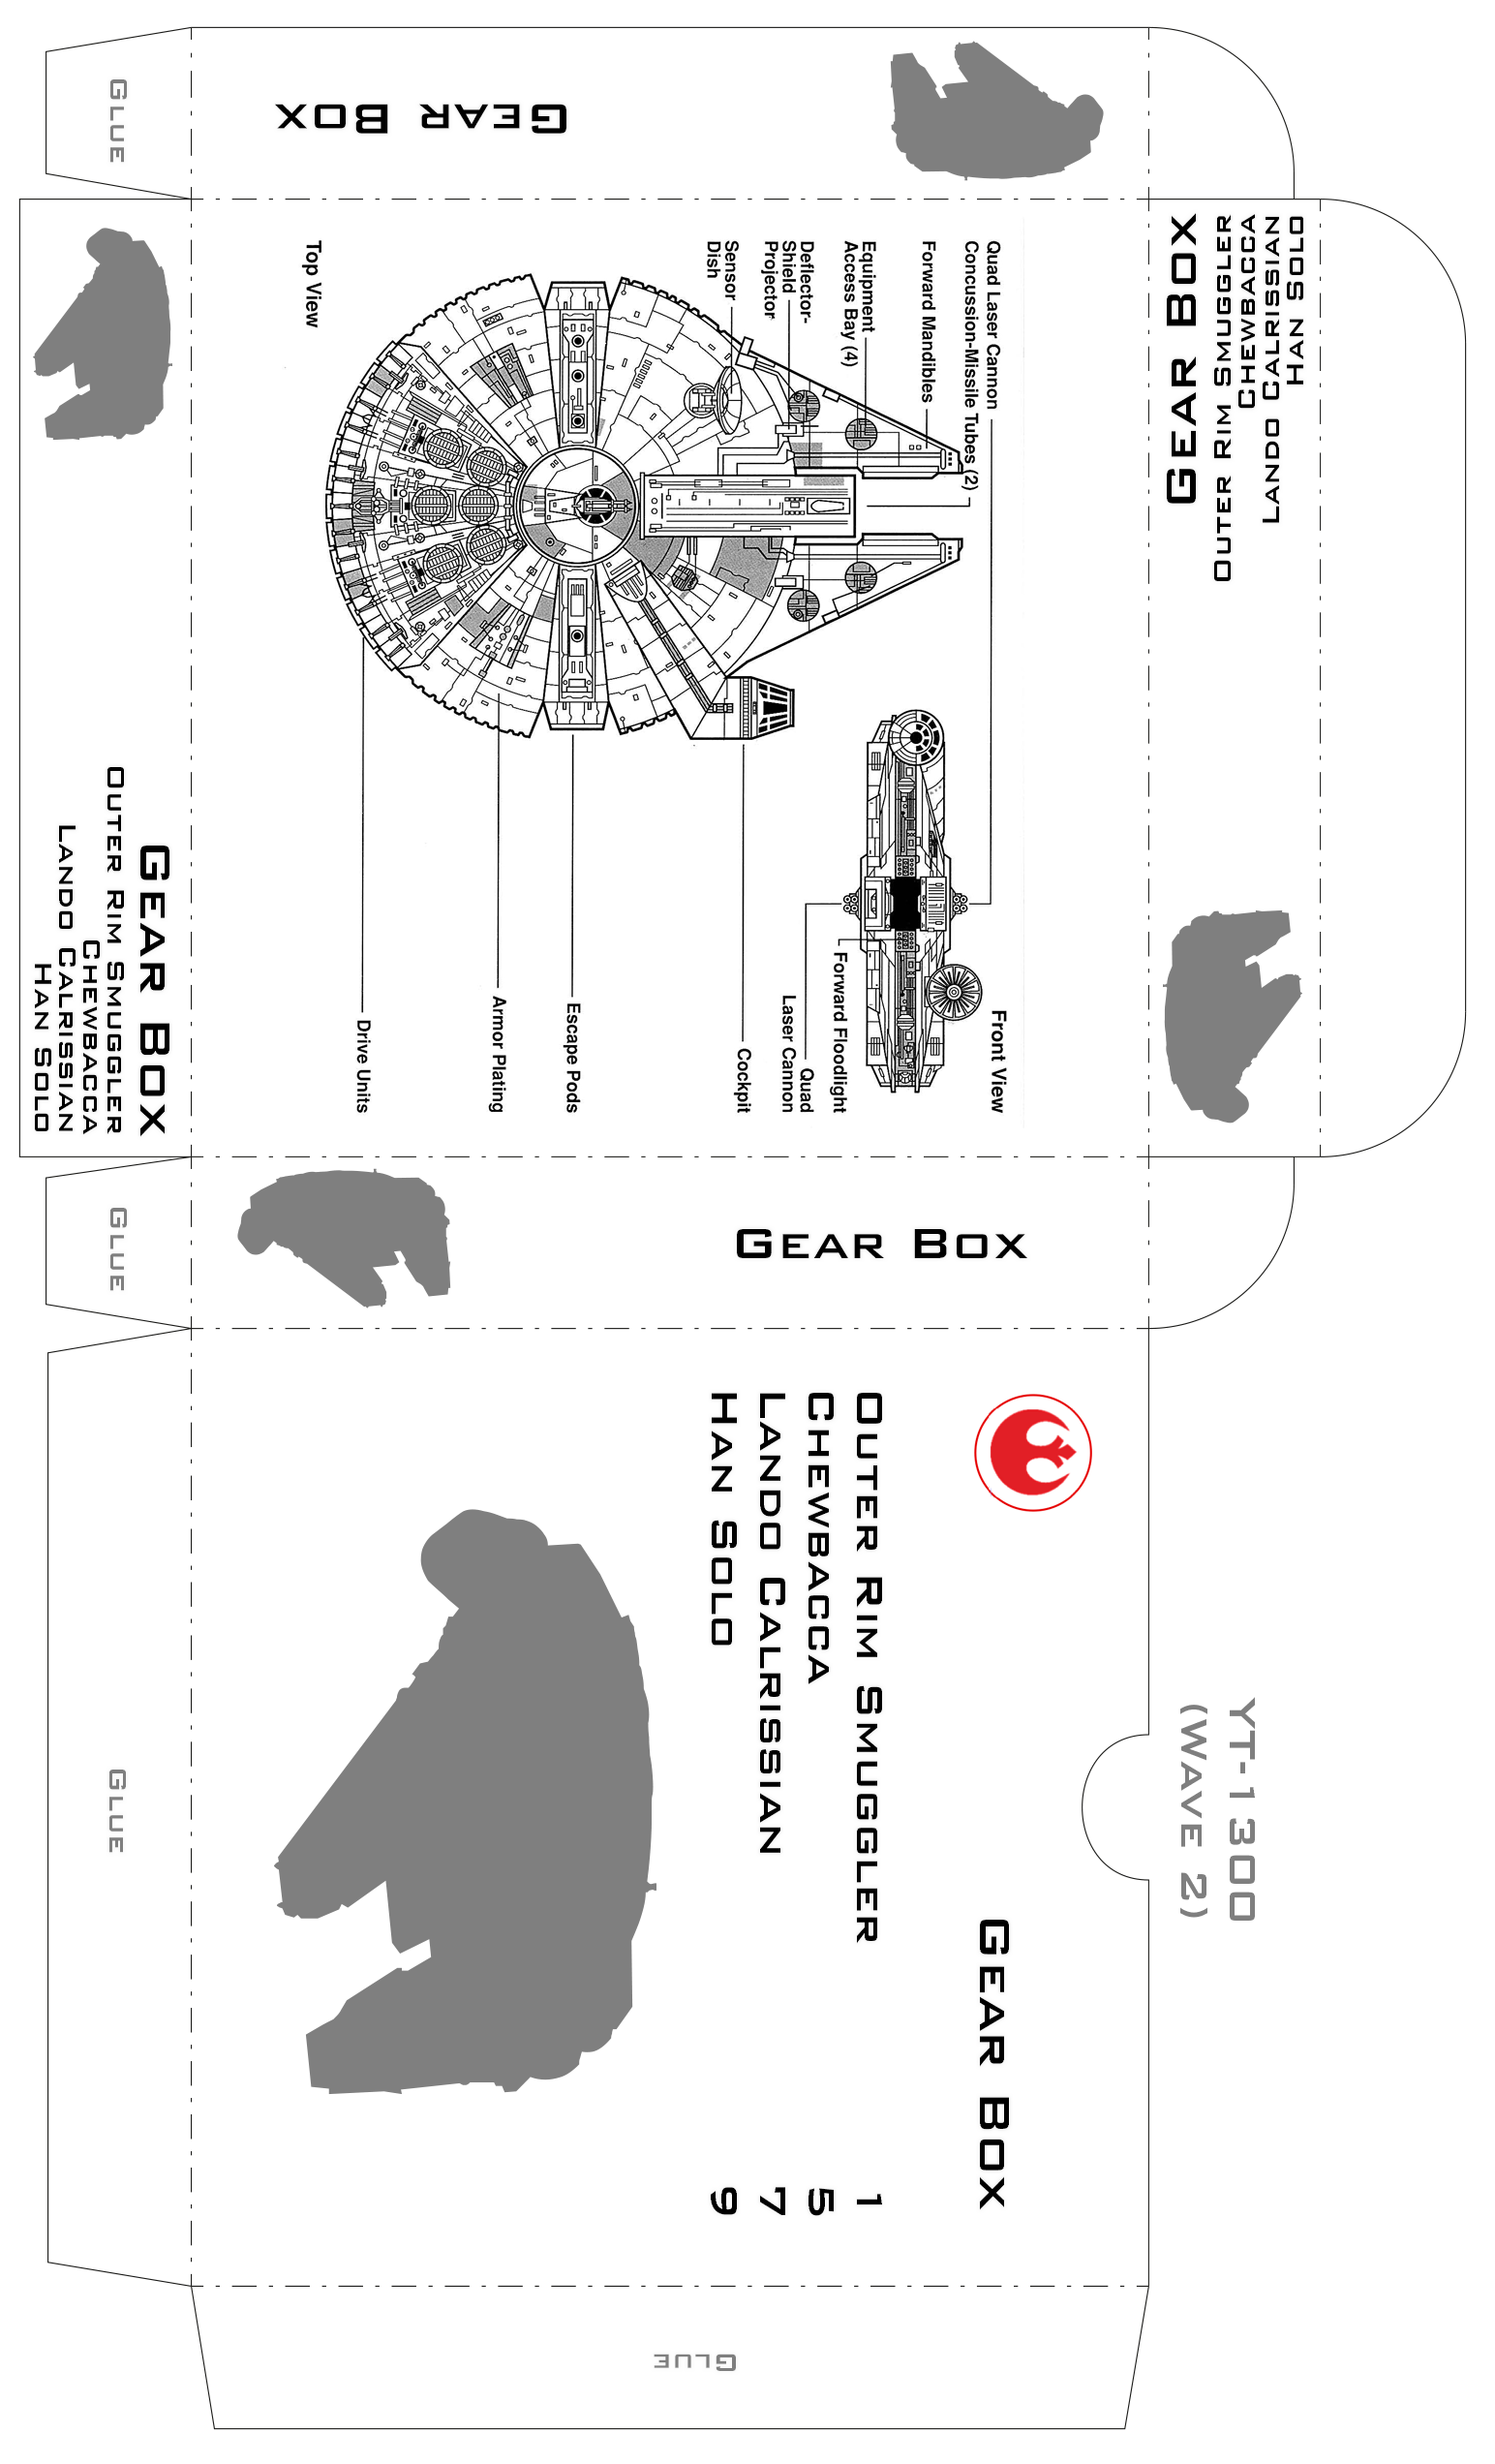 Glue
Gear Box
Gear Box
Outer Rim Smuggler
Chewbacca
Lando Calrissian
Han Solo
Quad Laser Cannon
Concussion-Missile Tubes (2)
Forward Mandibles
Equipment
Access Bay (4)
Deflector-
Shield
Projector
Sensor
Dish
Top View
Front View
Forward Floodlight
Quad
Laser Cannon
Cockpit
Escape Pods
Armor Plating
Drive Units
Gear Box
Outer Rim Smuggler
Chewbacca
Lando Calrissian
Han Solo
Glue
Gear Box
YT-1300
(Wave 2)
Gear Box
Outer Rim Smuggler 1
Chewbacca 5
Lando Calrissian 7
Han Solo 9
Glue
Glue